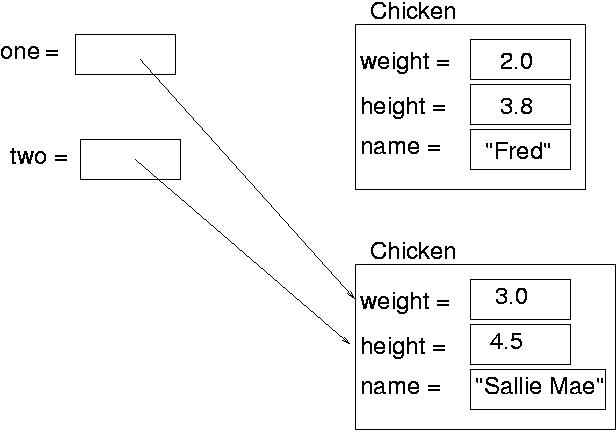 one =
two =
Chicken
weight = 2.0
height = 3.8
name = "Fred"
Chicken
weight = 3.0
height = 4.5
name = "Sallie Mae"